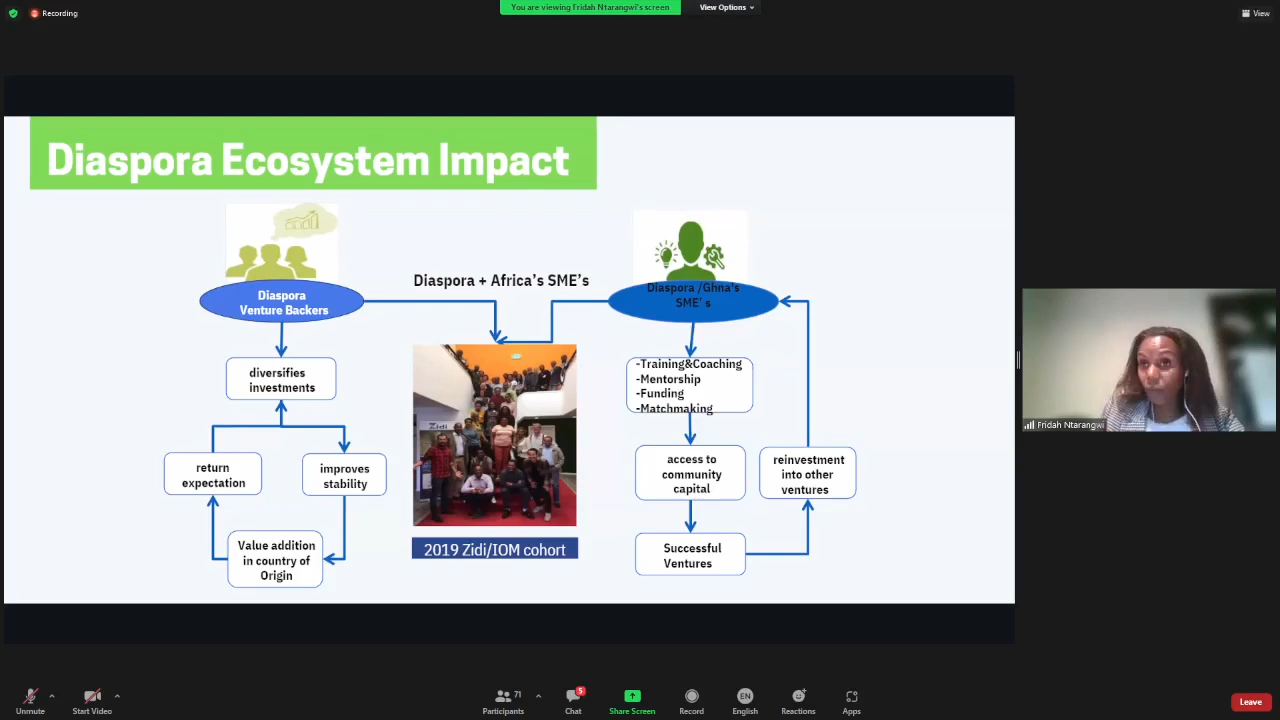 Recording
You are viewing Fridah Ntarangwi's screen
View Options
View
Diaspora Ecosystem Impact
Diaspora
Venture Backers
diversifies
investments
return
expectation
improves
stability
Value addition
in country of
Origin
Diaspora + Africa's SME's
Zidi
2019 Zidi/IOM cohort
Diaspora /Ghna's
SME' s
-Training&Coaching
-Mentorship
-Funding
-Matchmaking
access to
community
capital
Successful
Ventures
reinvestment
into other
ventures
Fridah Ntarangwi
Unmute
Start Video
71
Participants
5
Chat
Share Screen
Record
EN
English
Reactions
Apps
Leave